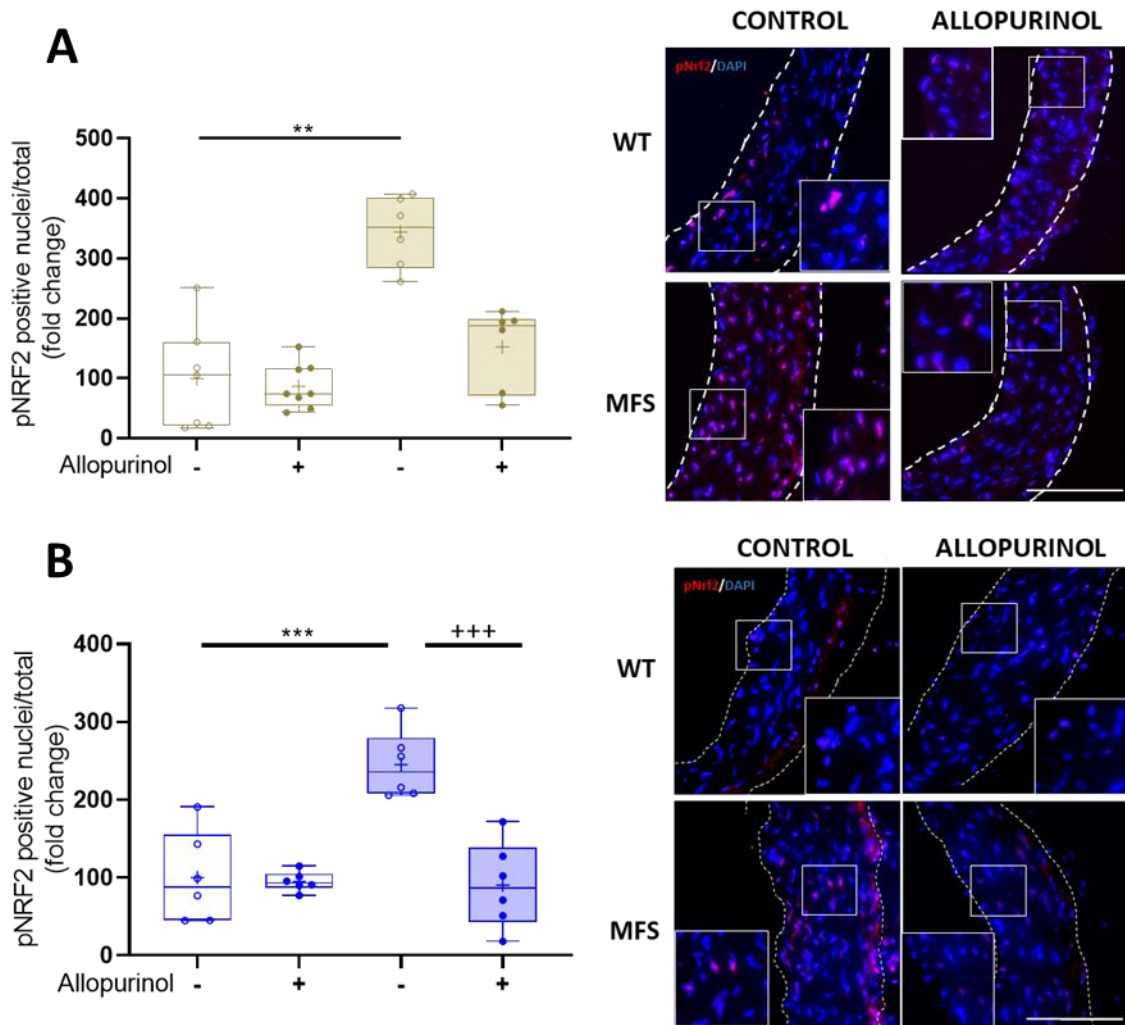 A
CONTROL
ALLOPURINOL
pNrf2/DAPI
WT
MFS
pNRF2 positive nuclei/total
(fold change)
500
400
300
200
100
0
**
Allopurinol
-
+
-
+
B
CONTROL
ALLOPURINOL
pNrf2/DAPI
WT
MFS
pNRF2 positive nuclei/total
(fold change)
400
300
200
100
0
***
+++
Allopurinol
-
+
-
+